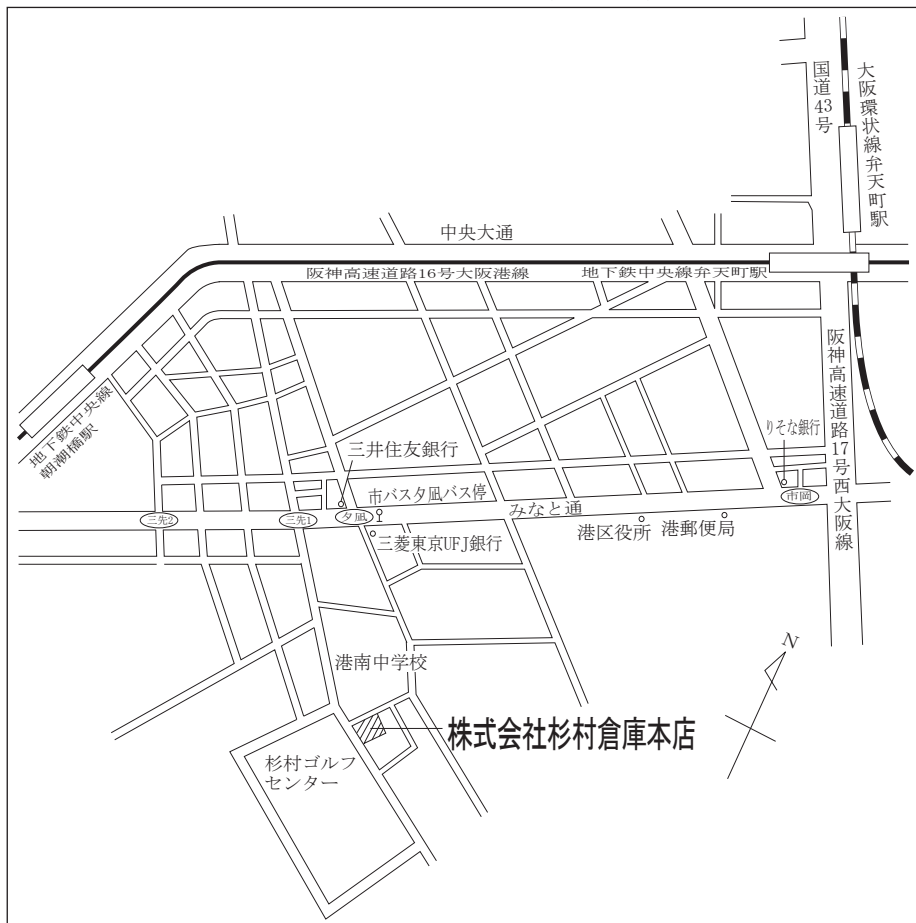 国道43号
大阪環状線弁天町駅
中央大通
阪神高速道路16号大阪港線
地下鉄中央線弁天町駅
阪神高速道路17号西大阪線
地下鉄中央線
朝潮橋駅
りそな銀行
三井住友銀行
市バス夕凪バス停
みなと通
市岡
三先2
三先1
夕凪
三菱東京UFJ銀行
港区役所
港郵便局
港南中学校
N
株式会社杉村倉庫本店
杉村ゴルフ
センター